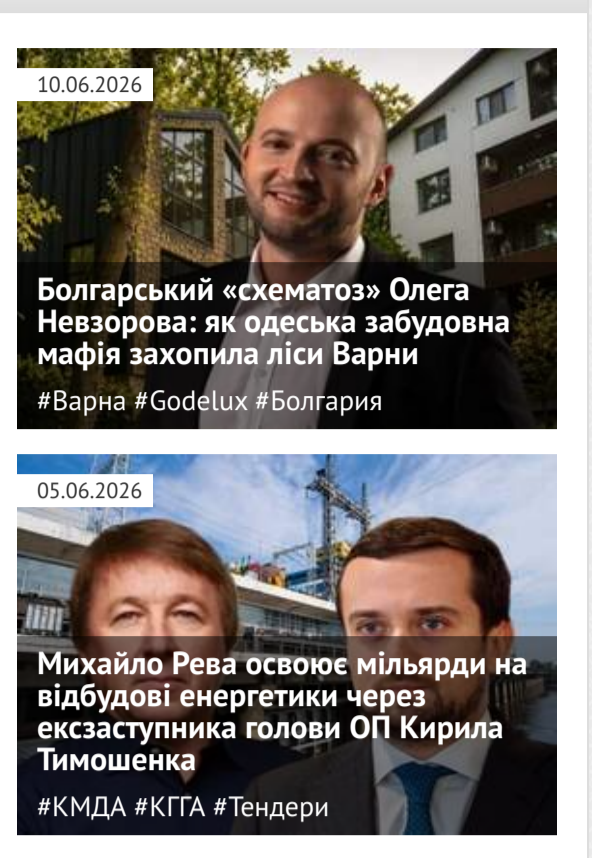 10.06.2026
Болгарський «схематоз» Олега
Невзорова: як одеська забудовна
мафія захопила ліси Варни
#Варна #Godelux #Болгария
05.06.2026
Михайло Рева освоює мільярди на
відбудові енергетики через
ексзаступника голови ОП Кирила
Тимошенка
#КМДА #КГГА #Тендери